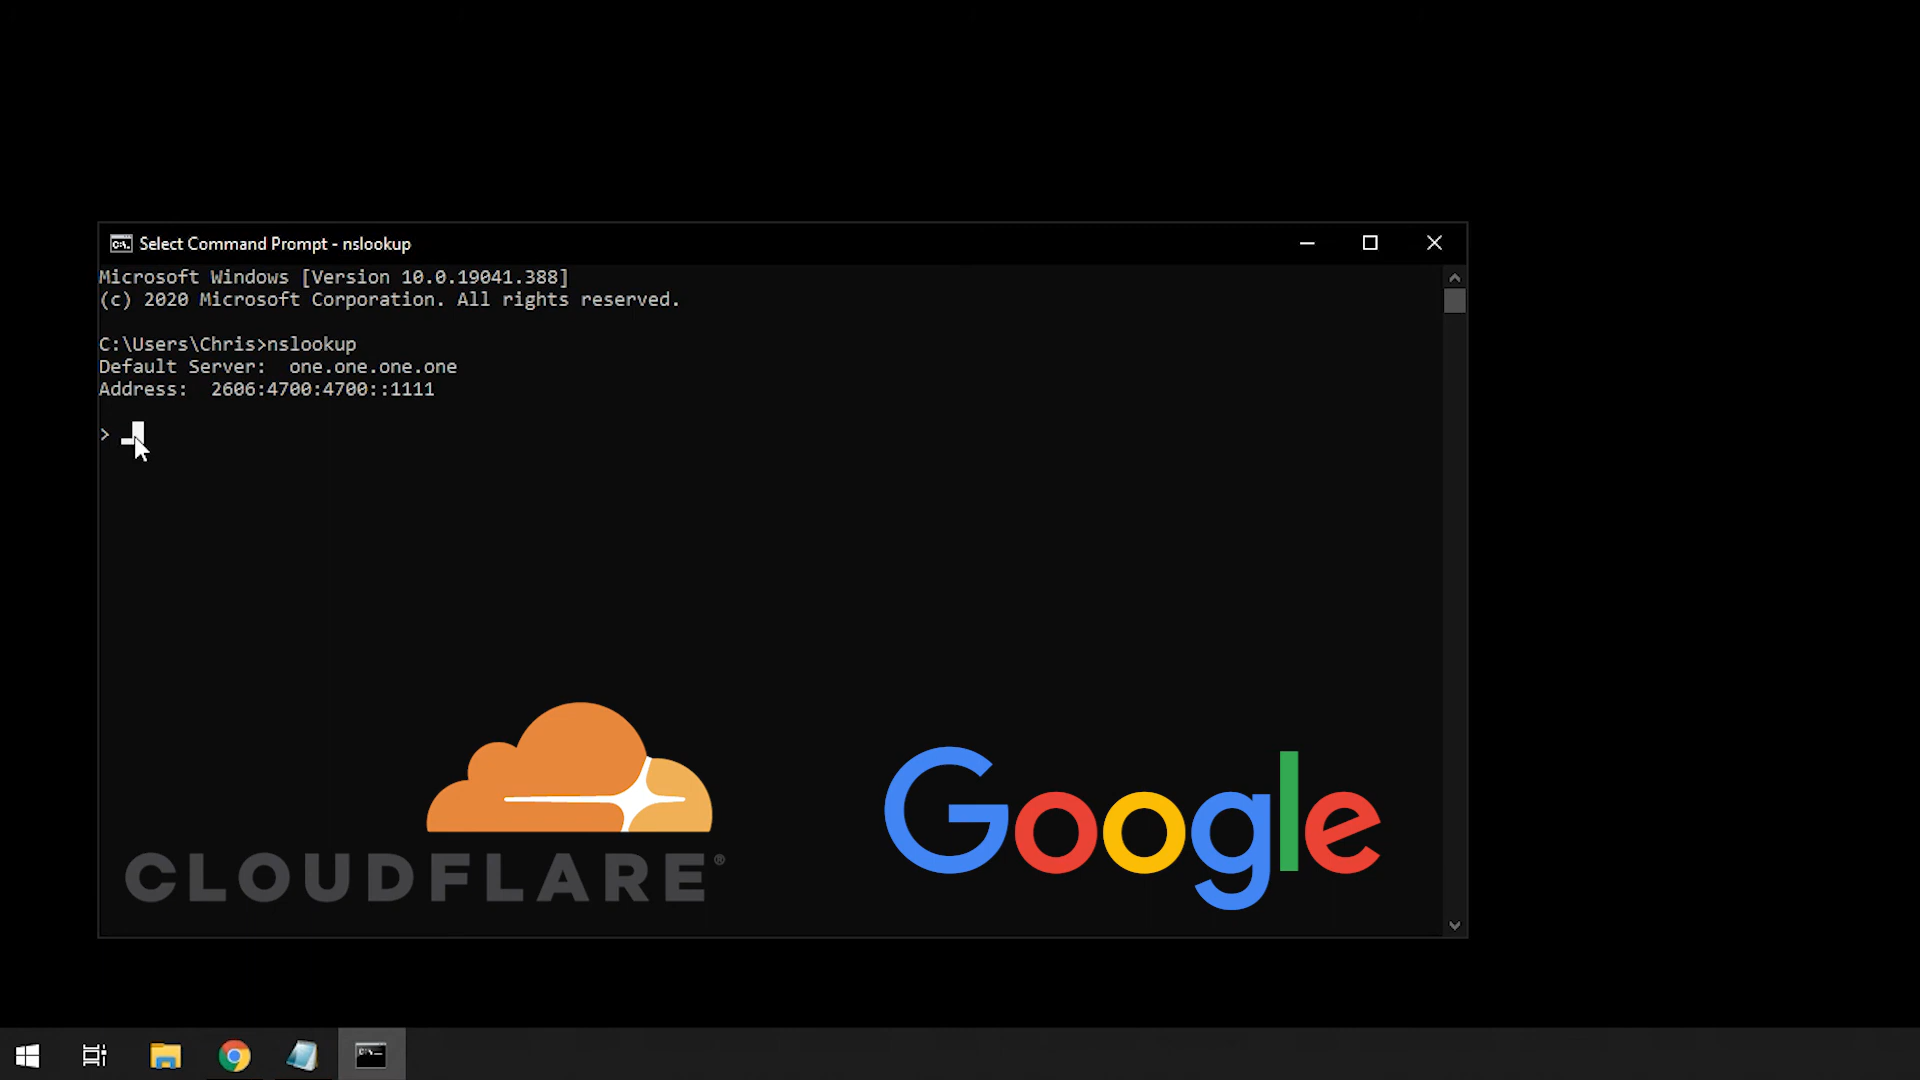 Select Command Prompt - nslookup
Microsoft Windows [Version 10.0.19041.388]
(c) 2020 Microsoft Corporation. All rights reserved.
C:\Users\Chris>nslookup
Default Server:  one.one.one.one
Address:  2606:4700:4700::1111
>
CLOUDFLARE®
Google